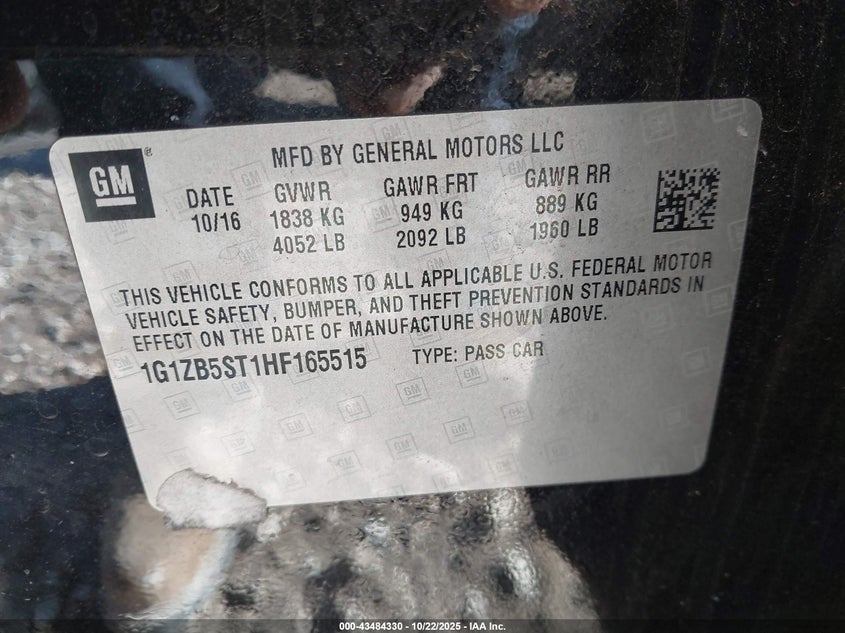 GM
MFD BY GENERAL MOTORS LLC
DATE GVWR GAWR FRT GAWR RR
10/16 1838 KG 949 KG 889 KG
4052 LB 2092 LB 1960 LB
THIS VEHICLE CONFORMS TO ALL APPLICABLE U.S. FEDERAL MOTOR
VEHICLE SAFETY, BUMPER, AND THEFT PREVENTION STANDARDS IN
EFFECT ON THE DATE OF MANUFACTURE SHOWN ABOVE.
1G1ZB5ST1HF165515 TYPE: PASS CAR
000-43484330 - 10/22/2025 - IAA Inc.